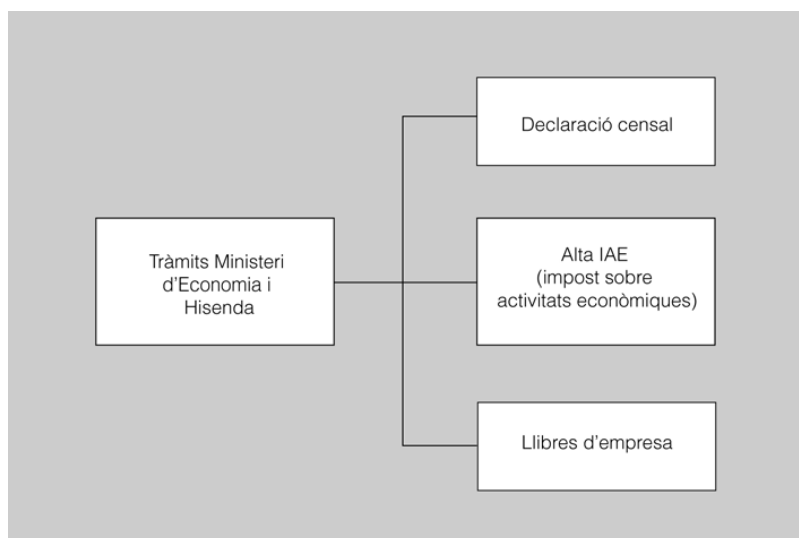 Declaració censal
Tràmits Ministeri
d'Economia i
Hisenda
Alta IAE
(impost sobre
activitats econòmiques)
Llibres d'empresa